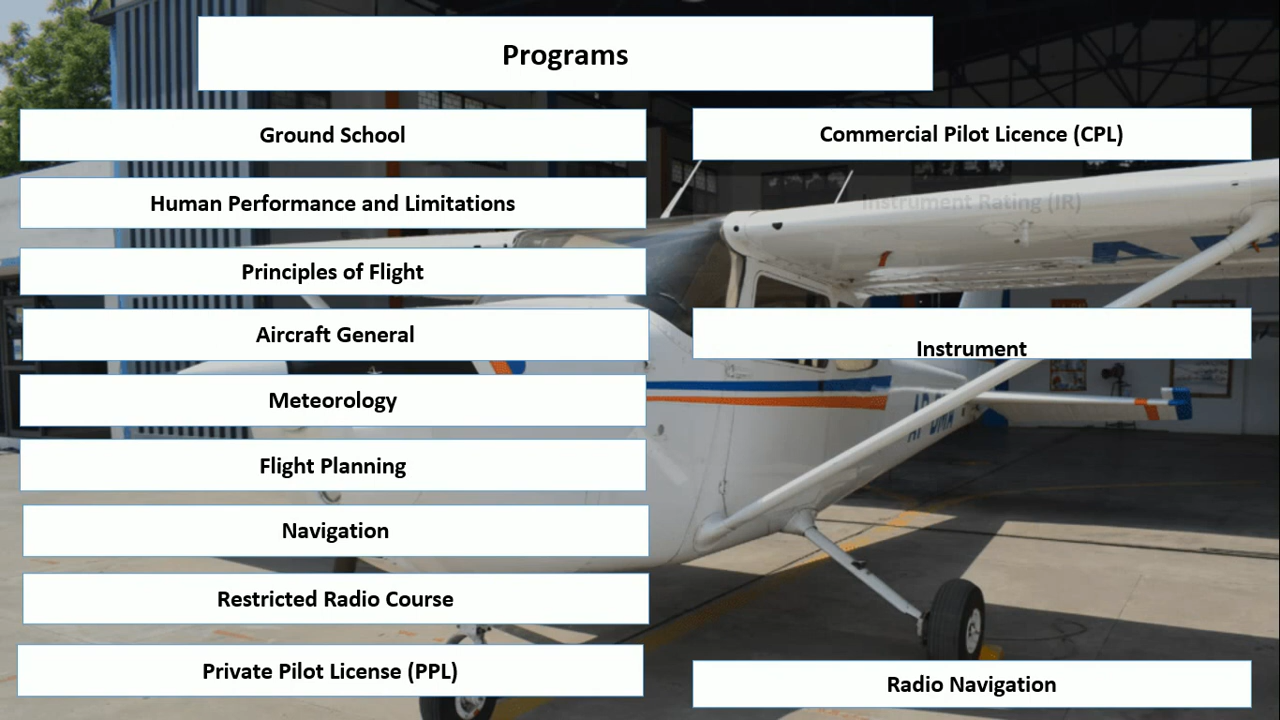 Programs
Ground School
Human Performance and Limitations
Principles of Flight
Aircraft General
Meteorology
Flight Planning
Navigation
Restricted Radio Course
Private Pilot License (PPL)
Commercial Pilot Licence (CPL)
Instrument Rating (IR)
Instrument
Radio Navigation